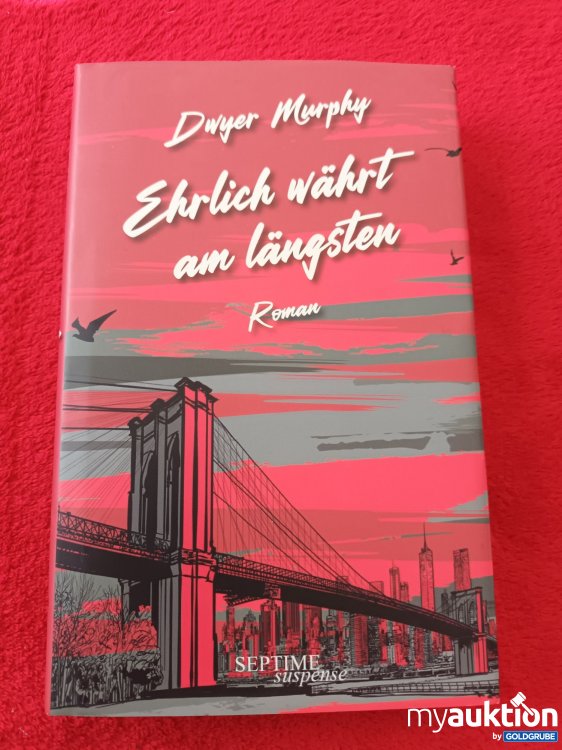 Dwyer Murphy
Ehrlich währt
am längsten
Roman
SEPTIME
suspense
myauktion
by GOLDGRUBE